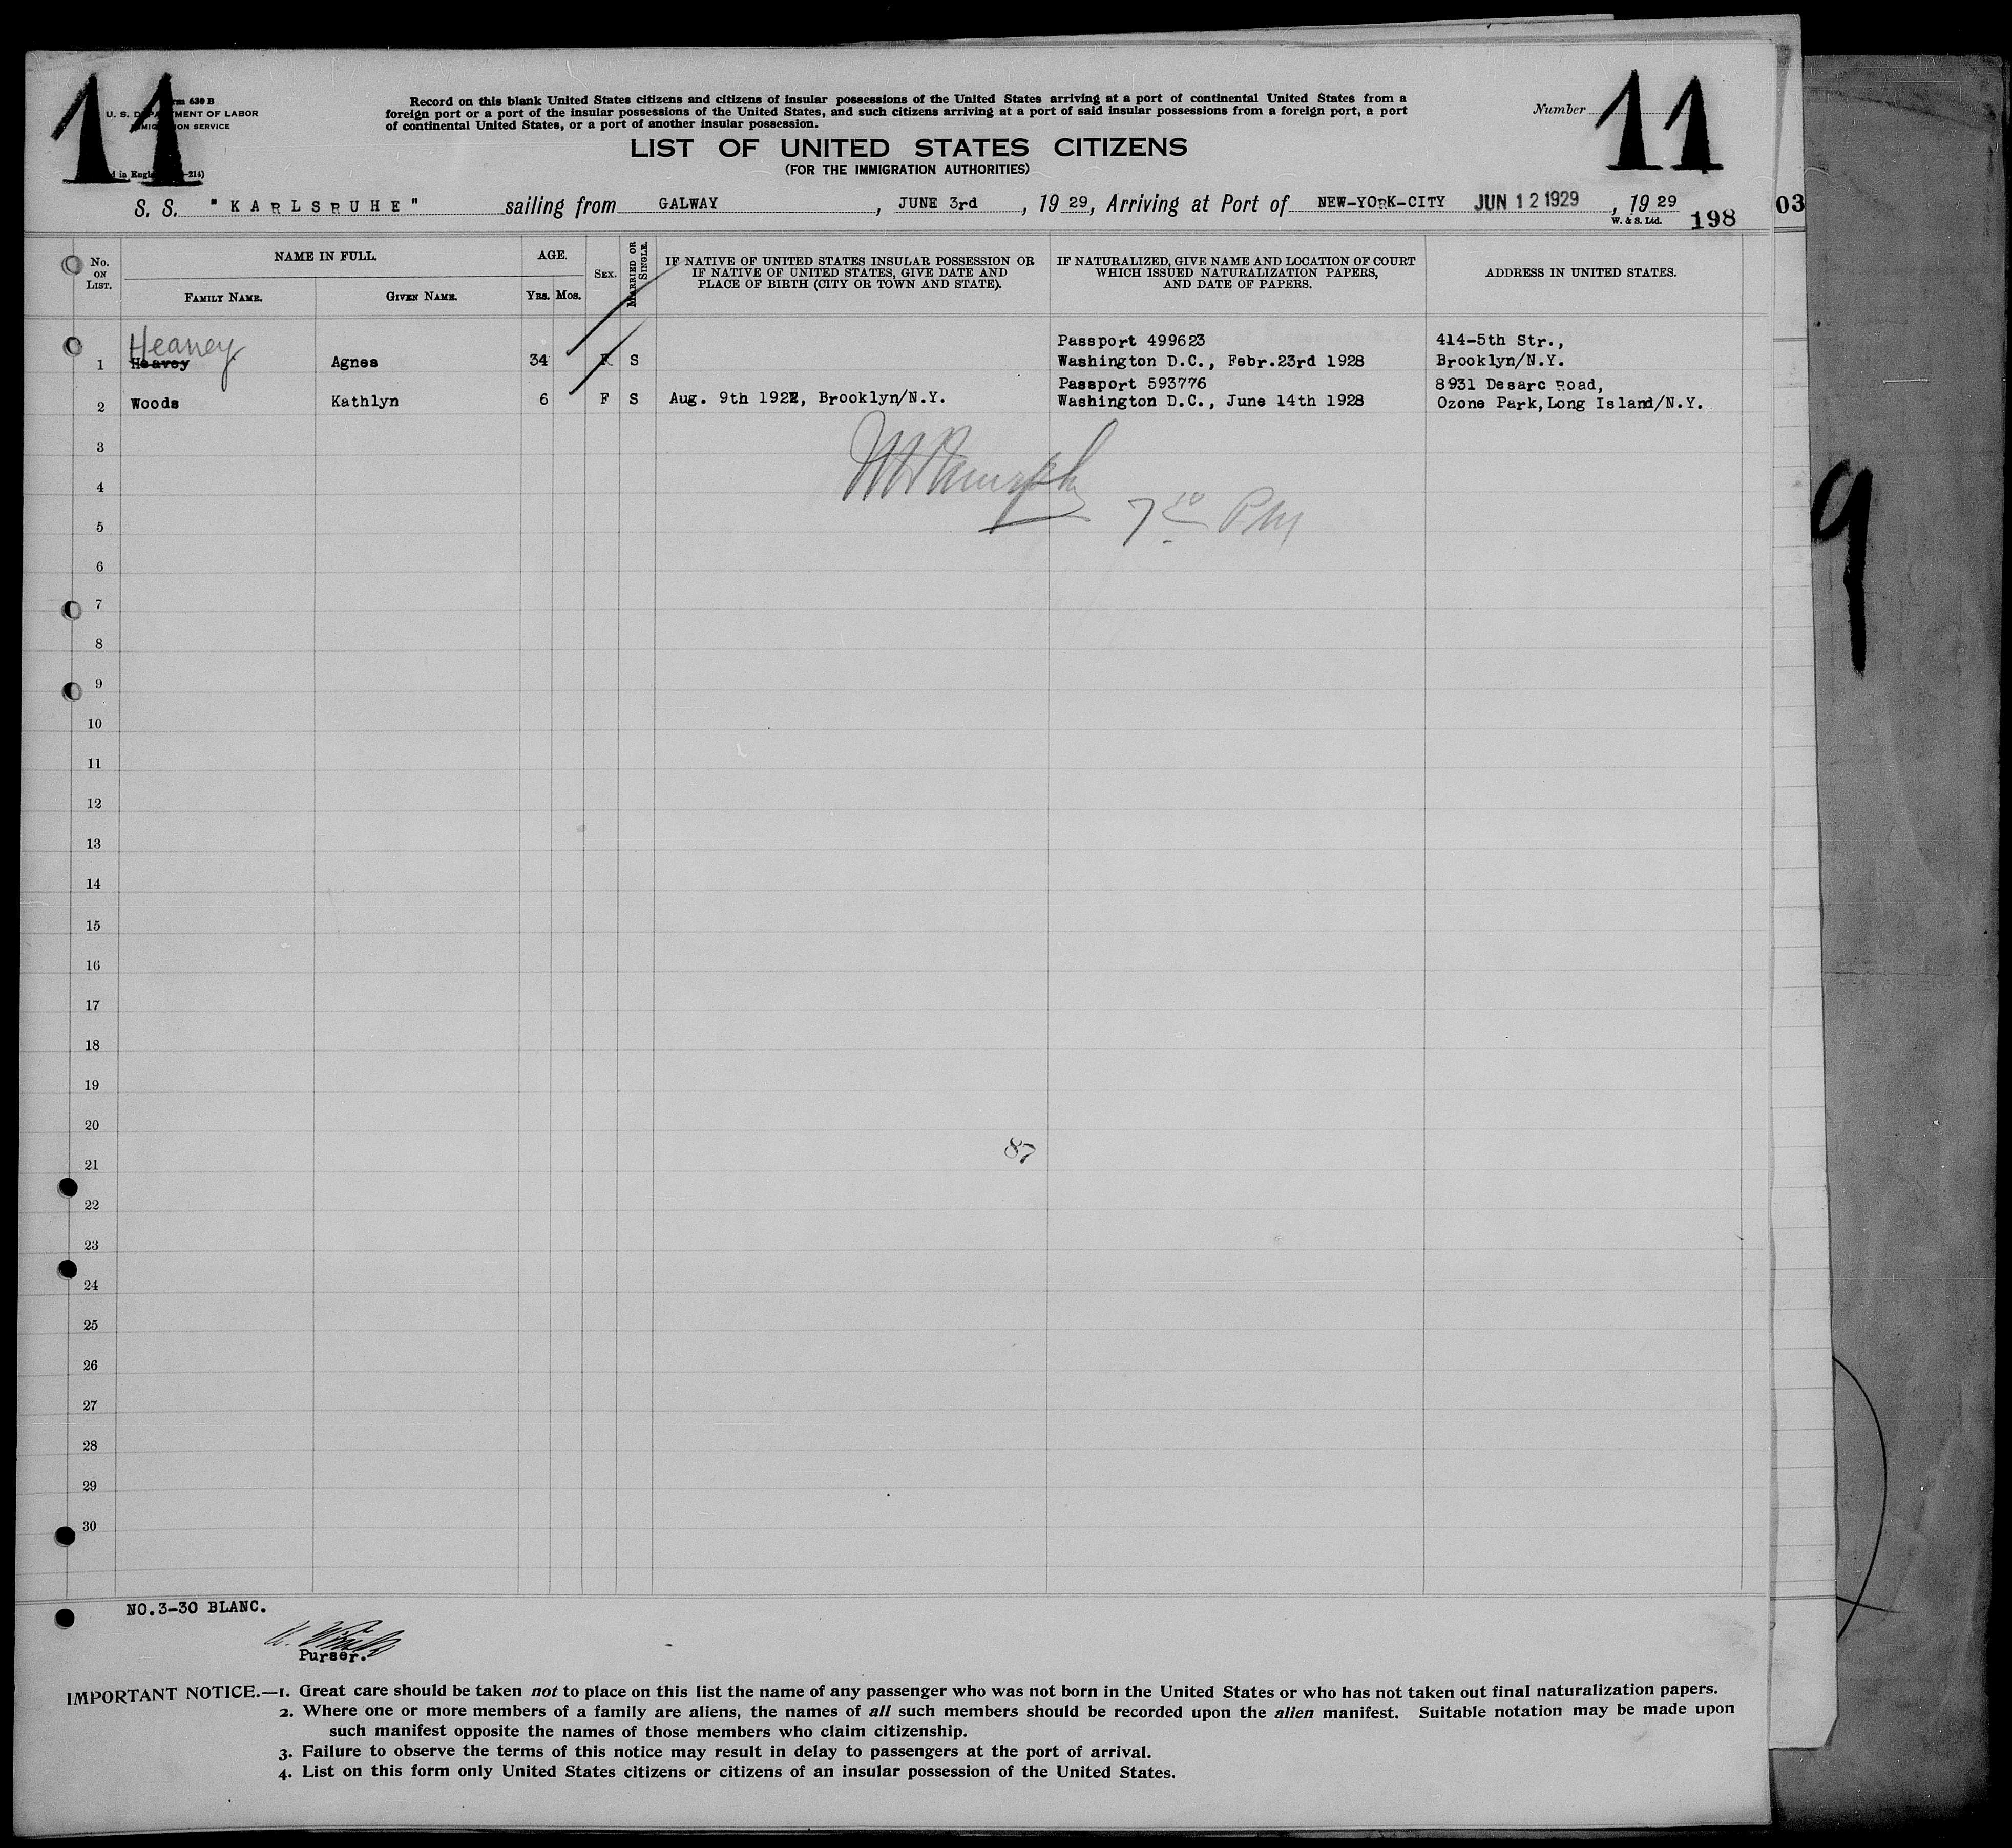 11
Form 630 B
U. S. DEPARTMENT OF LABOR
IMMIGRATION SERVICE
Record on this blank United States citizens and citizens of insular possessions of the United States arriving at a port of continental United States from a
foreign port or a port of the insular possessions of the United States, and such citizens arriving at a port of said insular possessions from a foreign port, a port
of continental United States, or a port of another insular possession.
Number 11
LIST OF UNITED STATES CITIZENS
(FOR THE IMMIGRATION AUTHORITIES)
S. S. "KARLSRUHE" sailing from GALWAY, JUNE 3rd, 1929, Arriving at Port of NEW-YORK-CITY JUN 12 1929, 1929
W. & S. Ltd.
198
03
No. ON LIST.
NAME IN FULL.
FAMILY NAME.
GIVEN NAME.
AGE.
YRS. MOS.
SEX.
MARRIED OR SINGLE.
IF NATIVE OF UNITED STATES INSULAR POSSESSION OR
IF NATIVE OF UNITED STATES, GIVE DATE AND
PLACE OF BIRTH (CITY OR TOWN AND STATE).
IF NATURALIZED, GIVE NAME AND LOCATION OF COURT
WHICH ISSUED NATURALIZATION PAPERS,
AND DATE OF PAPERS.
ADDRESS IN UNITED STATES.
Heaney
Passport 499623 414-5th Str.,
1 Heavey Agnes 34 F S Washington D.C., Febr.23rd 1928 Brooklyn/N.Y.
Passport 593776 8931 Desarc Road,
2 Woods Kathlyn 6 F S Aug. 9th 1922, Brooklyn/N.Y. Washington D.C., June 14th 1928 Ozone Park, Long Island/N.Y.
3
4
5
7 10 PM
6
7
8
9
10
11
12
13
14
15
16
17
18
19
20
87
21
22
23
24
25
26
27
28
29
30
NO.3-30 BLANC.
Purser.
IMPORTANT NOTICE.—1. Great care should be taken not to place on this list the name of any passenger who was not born in the United States or who has not taken out final naturalization papers.
2. Where one or more members of a family are aliens, the names of all such members should be recorded upon the alien manifest. Suitable notation may be made upon
such manifest opposite the names of those members who claim citizenship.
3. Failure to observe the terms of this notice may result in delay to passengers at the port of arrival.
4. List on this form only United States citizens or citizens of an insular possession of the United States.
9